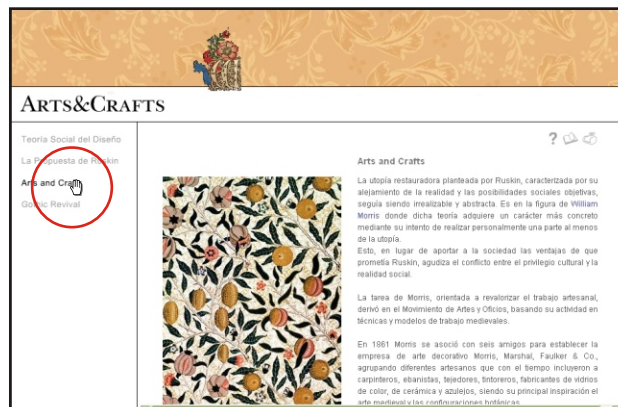 ARTS&CRAFTS
Teoría Social del Diseño
La Propuesta de Ruskin
Arts and Crafts
Gothic Revival
?
Arts and Crafts
La utopía restauradora planteada por Ruskin, caracterizada por su
alejamiento de la realidad y las posibilidades sociales objetivas,
seguía siendo irrealizable y abstracta. Es en la figura de William
Morris donde dicha teoría adquiere un carácter más concreto
mediante su intento de realizar personalmente una parte al menos
de la utopía.
Esto, en lugar de aportar a la sociedad las ventajas de que
prometía Ruskin, agudiza el conflicto entre el privilegio cultural y la
realidad social.
La tarea de Morris, orientada a revalorizar el trabajo artesanal,
derivó en el Movimiento de Artes y Oficios, basando su actividad en
técnicas y modelos de trabajo medievales.
En 1861 Morris se asoció con seis amigos para establecer la
empresa de arte decorativo Morris, Marshal, Faulker & Co.,
agrupando diferentes artesanos que con el tiempo incluyeron a
carpinteros, ebanistas, tejedores, tintoreros, fabricantes de vidrios
de color, de cerámica y azulejos, siendo su principal inspiración el
arte medieval y las configuraciones botánicas.